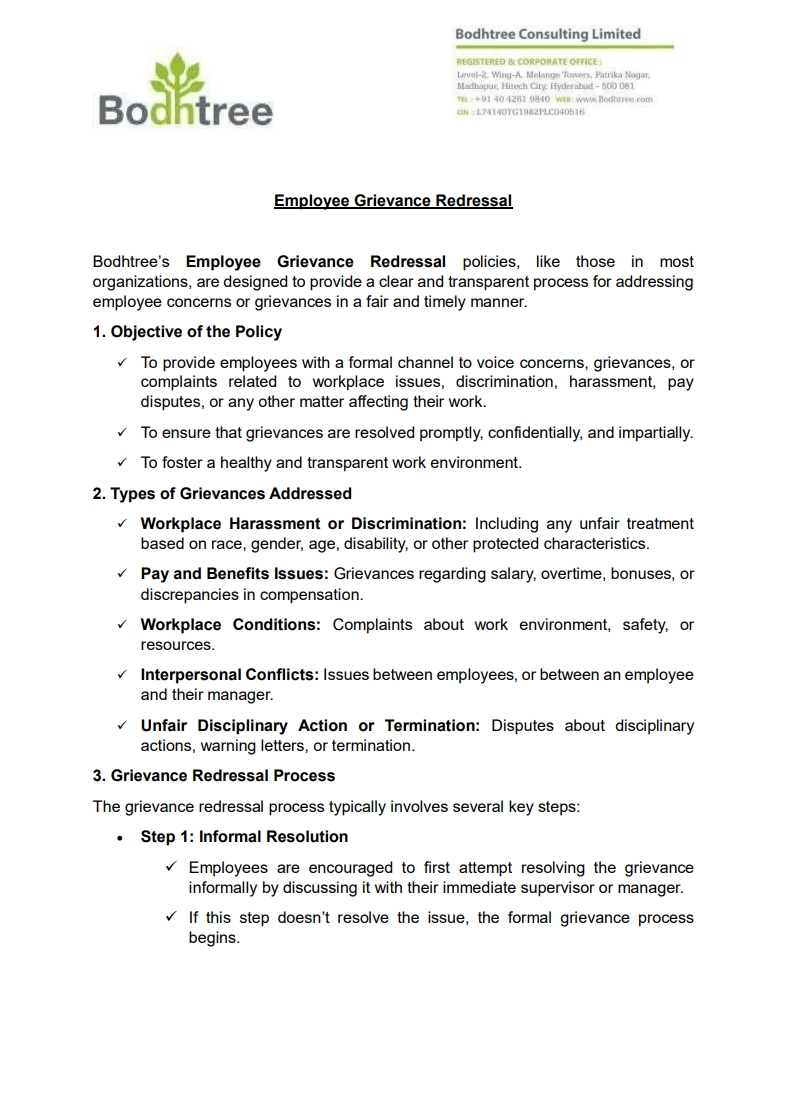 Bodhtree
Bodhtree Consulting Limited
REGISTERED & CORPORATE OFFICE :
Level-2, Wing-A, Melange Towers, Patrika Nagar,
Madhapur, Hitech City, Hyderabad - 500 081
TEL : +91 40 4261 9840 WEB: www.Bodhtree.com
CIN : L74140TG1982PLC040516
Employee Grievance Redressal
Bodhtree’s Employee Grievance Redressal policies, like those in most
organizations, are designed to provide a clear and transparent process for addressing
employee concerns or grievances in a fair and timely manner.
1. Objective of the Policy
✓ To provide employees with a formal channel to voice concerns, grievances, or
complaints related to workplace issues, discrimination, harassment, pay
disputes, or any other matter affecting their work.
✓ To ensure that grievances are resolved promptly, confidentially, and impartially.
✓ To foster a healthy and transparent work environment.
2. Types of Grievances Addressed
✓ Workplace Harassment or Discrimination: Including any unfair treatment
based on race, gender, age, disability, or other protected characteristics.
✓ Pay and Benefits Issues: Grievances regarding salary, overtime, bonuses, or
discrepancies in compensation.
✓ Workplace Conditions: Complaints about work environment, safety, or
resources.
✓ Interpersonal Conflicts: Issues between employees, or between an employee
and their manager.
✓ Unfair Disciplinary Action or Termination: Disputes about disciplinary
actions, warning letters, or termination.
3. Grievance Redressal Process
The grievance redressal process typically involves several key steps:
• Step 1: Informal Resolution
✓ Employees are encouraged to first attempt resolving the grievance
informally by discussing it with their immediate supervisor or manager.
✓ If this step doesn’t resolve the issue, the formal grievance process
begins.